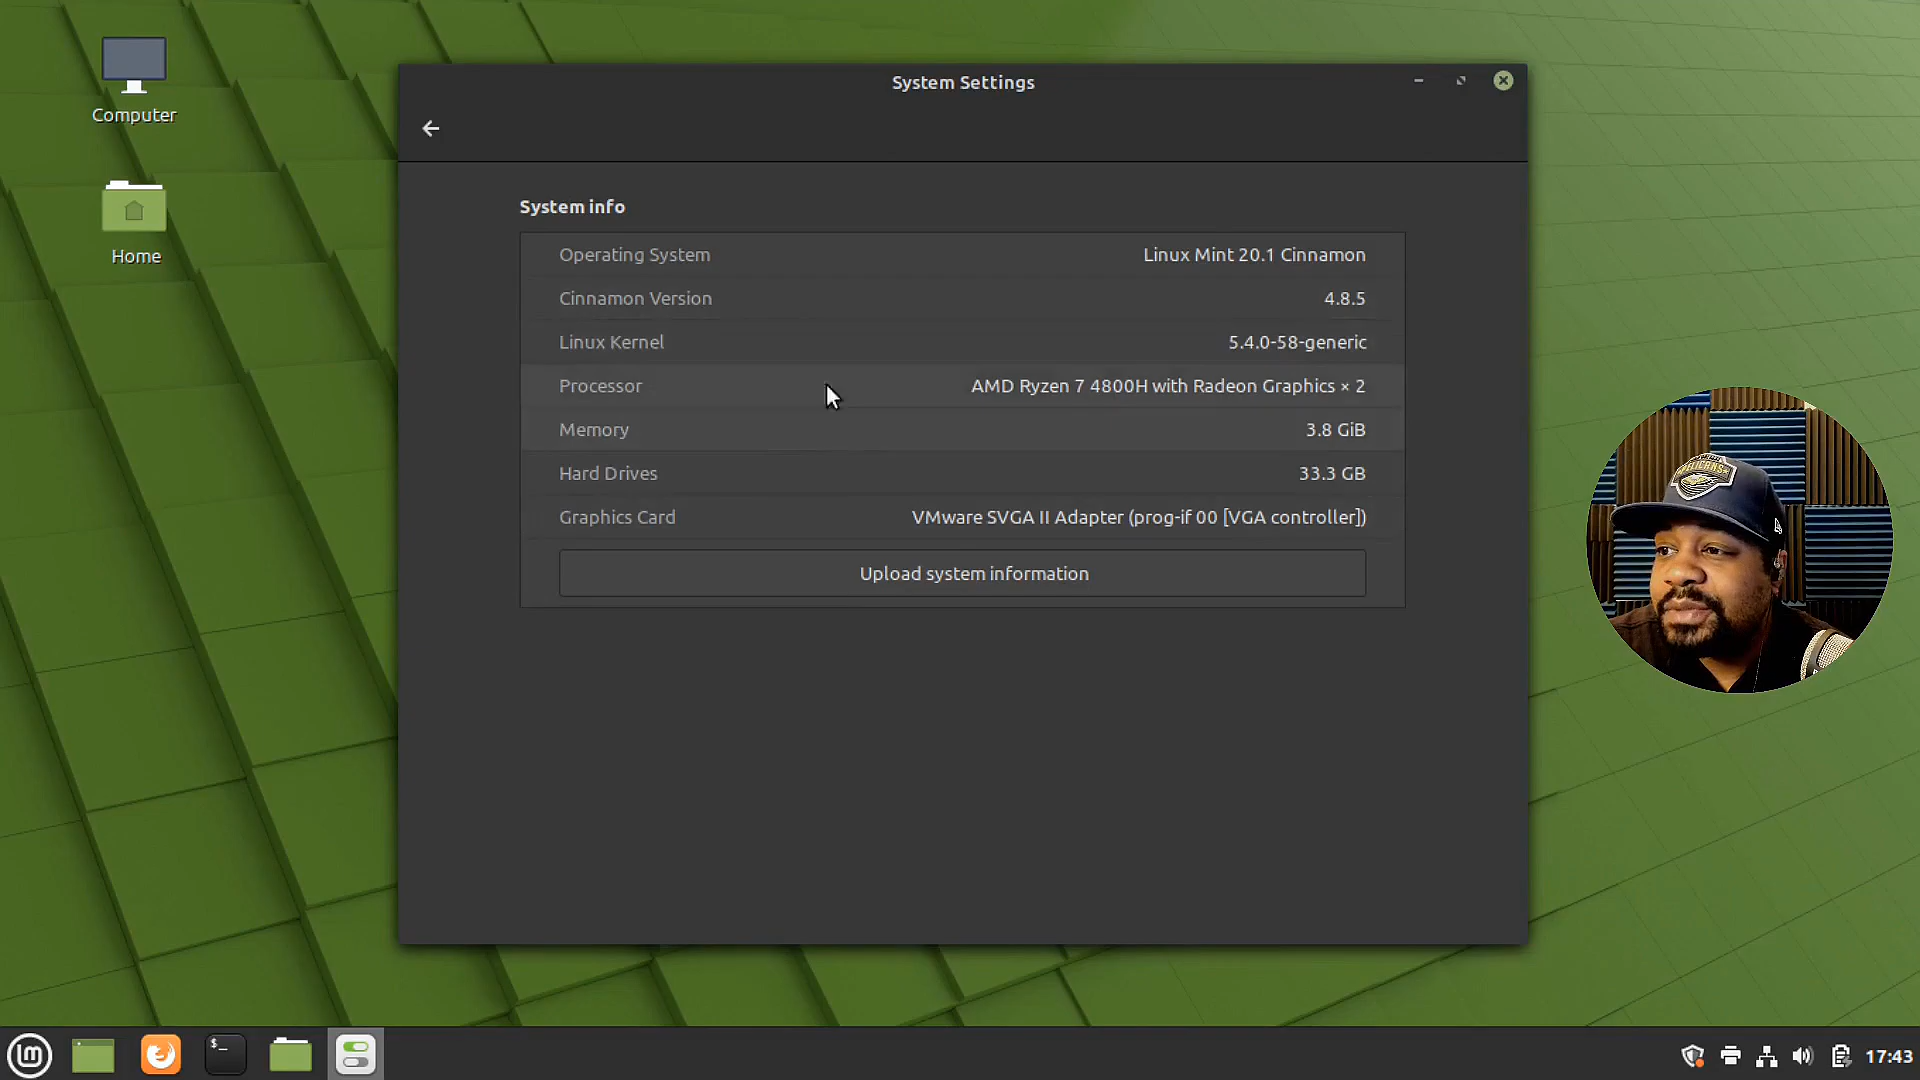 Computer
Home
System Settings
System info
Operating System Linux Mint 20.1 Cinnamon
Cinnamon Version 4.8.5
Linux Kernel 5.4.0-58-generic
Processor AMD Ryzen 7 4800H with Radeon Graphics × 2
Memory 3.8 GiB
Hard Drives 33.3 GB
Graphics Card VMware SVGA II Adapter (prog-if 00 [VGA controller])
Upload system information
PELICANS
$_
17:43